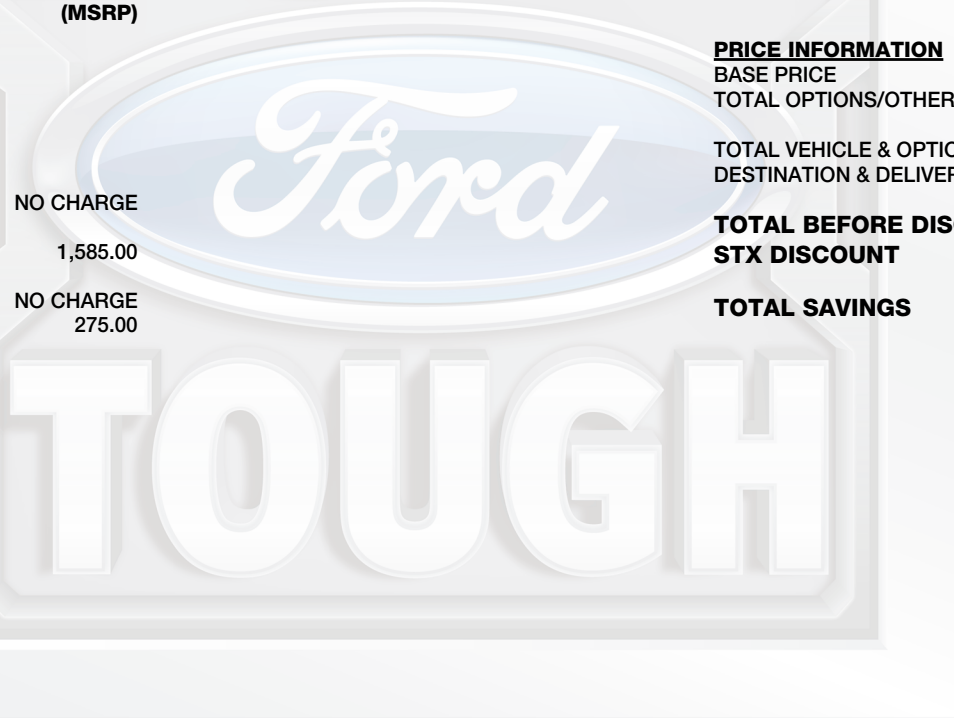 (MSRP)
NO CHARGE
1,585.00
NO CHARGE
275.00
PRICE INFORMATION
BASE PRICE
TOTAL OPTIONS/OTHER
TOTAL VEHICLE & OPTIO
DESTINATION & DELIVER
TOTAL BEFORE DISC
STX DISCOUNT
TOTAL SAVINGS
Ford
TOUGH